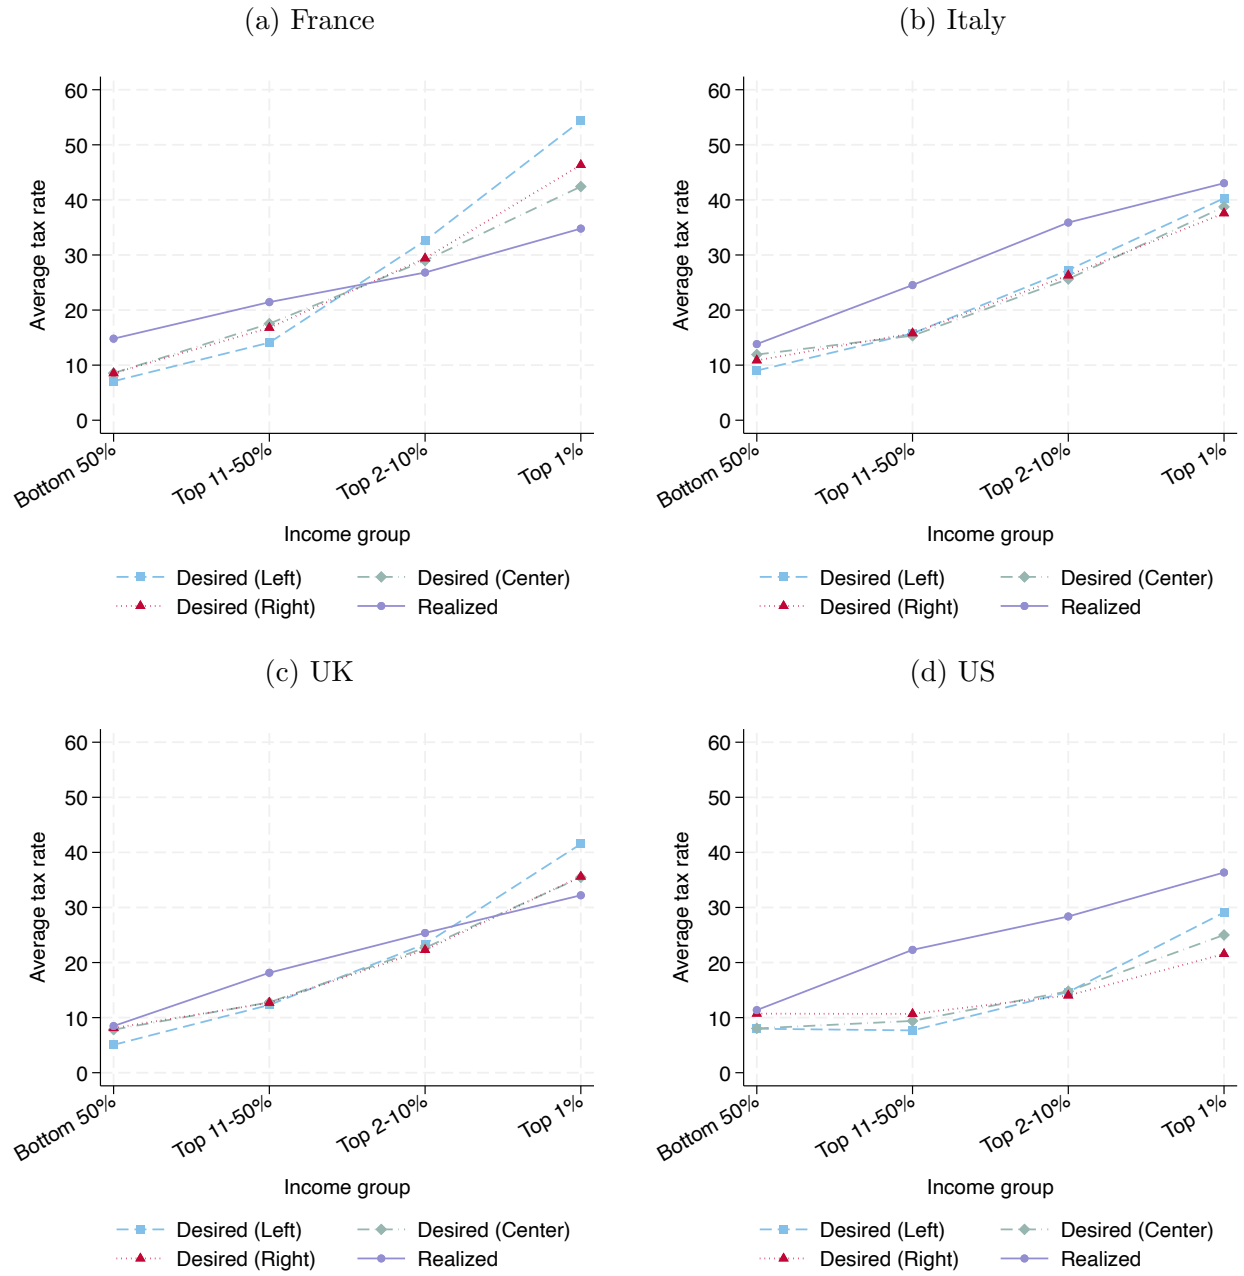 (a) France
60
50
40
30
20
10
0
Average tax rate
Bottom 50%
Top 11-50%
Top 2-10%
Top 1%
Income group
Desired (Left)
Desired (Center)
Desired (Right)
Realized
(b) Italy
60
50
40
30
20
10
0
Average tax rate
Bottom 50%
Top 11-50%
Top 2-10%
Top 1%
Income group
Desired (Left)
Desired (Center)
Desired (Right)
Realized
(c) UK
60
50
40
30
20
10
0
Average tax rate
Bottom 50%
Top 11-50%
Top 2-10%
Top 1%
Income group
Desired (Left)
Desired (Center)
Desired (Right)
Realized
(d) US
60
50
40
30
20
10
0
Average tax rate
Bottom 50%
Top 11-50%
Top 2-10%
Top 1%
Income group
Desired (Left)
Desired (Center)
Desired (Right)
Realized